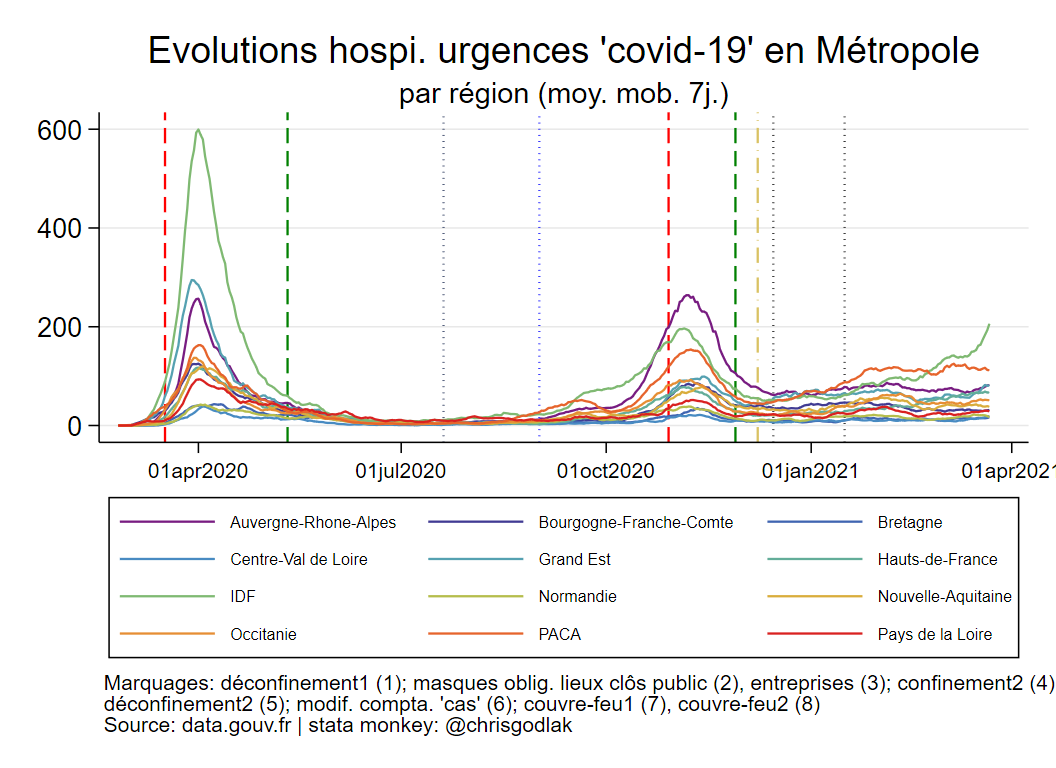 Evolutions hospi. urgences 'covid-19' en Métropole
par région (moy. mob. 7j.)
600
400
200
0
01apr2020 01jul2020 01oct2020 01jan2021 01apr2021
Auvergne-Rhone-Alpes Bourgogne-Franche-Comte Bretagne
Centre-Val de Loire Grand Est Hauts-de-France
IDF Normandie Nouvelle-Aquitaine
Occitanie PACA Pays de la Loire
Marquages: déconfinement1 (1); masques oblig. lieux clôs public (2), entreprises (3); confinement2 (4)
déconfinement2 (5); modif. compta. 'cas' (6); couvre-feu1 (7), couvre-feu2 (8)
Source: data.gouv.fr | stata monkey: @chrisgodlak